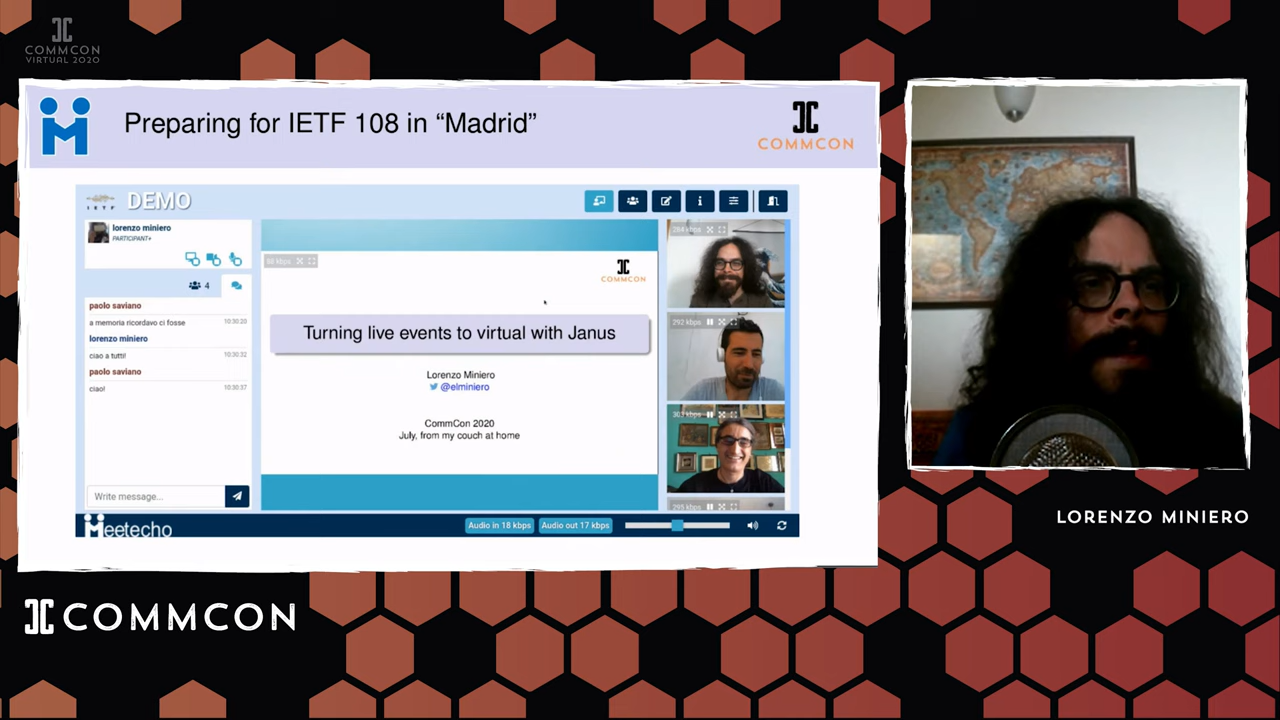 COMMCON
VIRTUAL 2020
Preparing for IETF 108 in “Madrid”
COMMCON
IETF
DEMO
lorenzo miniero
PARTICIPANT+
4
paolo saviano
a memoria ricordavo ci fosse
10:30:20
lorenzo miniero
ciao a tutti!
10:30:32
paolo saviano
ciao!
10:30:37
Write message...
COMMCON
Turning live events to virtual with Janus
Lorenzo Miniero
@elminiero
CommCon 2020
July, from my couch at home
284 kbps
292 kbps
303 kbps
Meetecho
Audio in 18 kbps
Audio out 17 kbps
LORENZO MINIERO
COMMCON